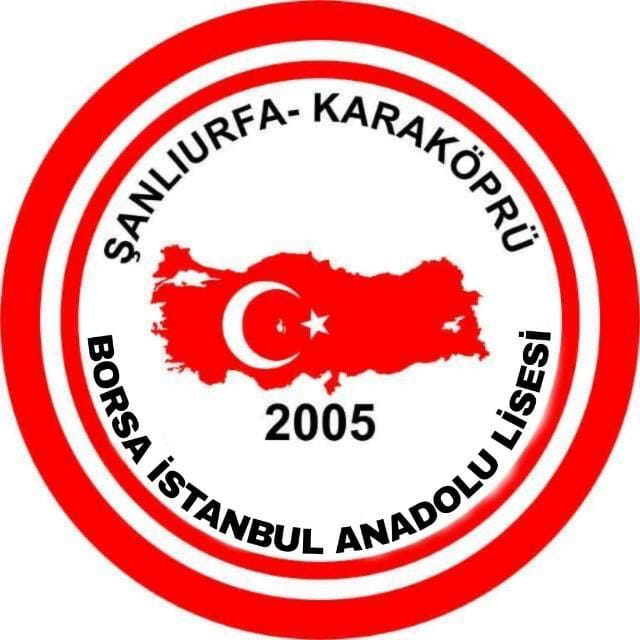 ŞANLIURFA- KARAKÖPRÜ
2005
BORSA İSTANBUL ANADOLU LİSESİ